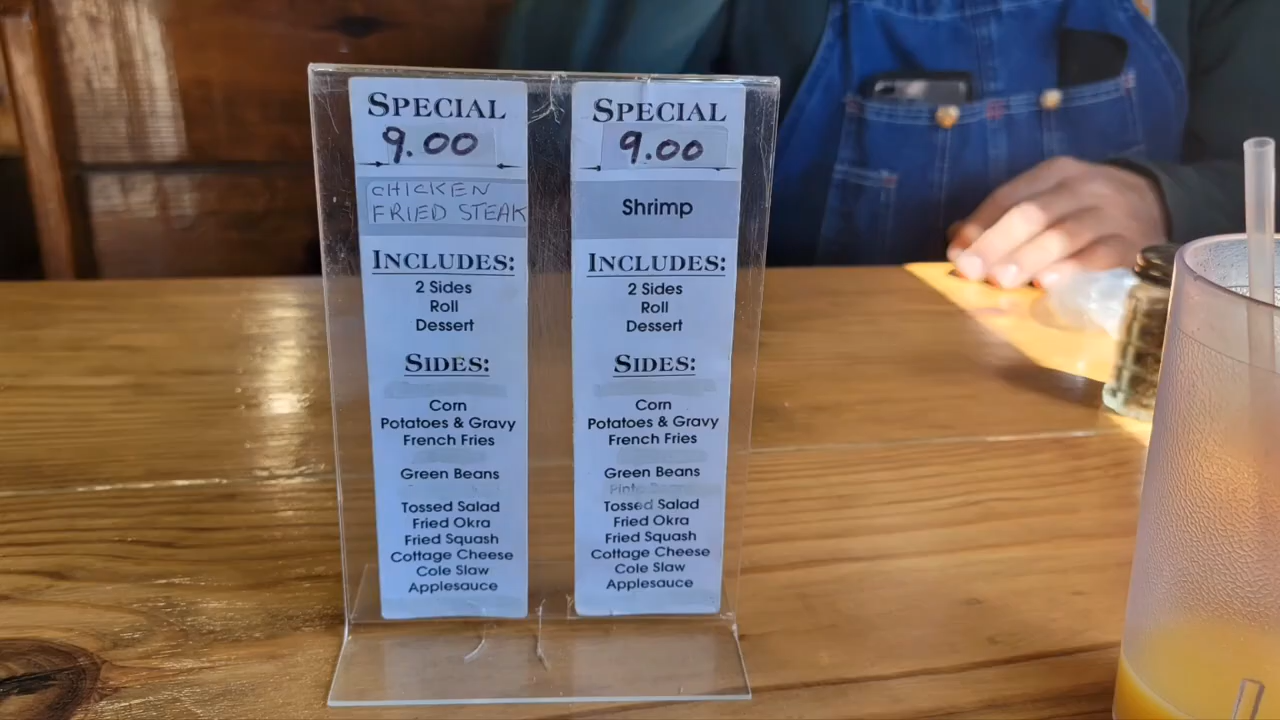 SPECIAL
9.00
CHICKEN
FRIED STEAK
INCLUDES:
2 Sides
Roll
Dessert
SIDES:
Corn
Potatoes & Gravy
French Fries
Green Beans
Tossed Salad
Fried Okra
Fried Squash
Cottage Cheese
Cole Slaw
Applesauce
SPECIAL
9.00
Shrimp
INCLUDES:
2 Sides
Roll
Dessert
SIDES:
Corn
Potatoes & Gravy
French Fries
Green Beans
Pinto Beans
Tossed Salad
Fried Okra
Fried Squash
Cottage Cheese
Cole Slaw
Applesauce